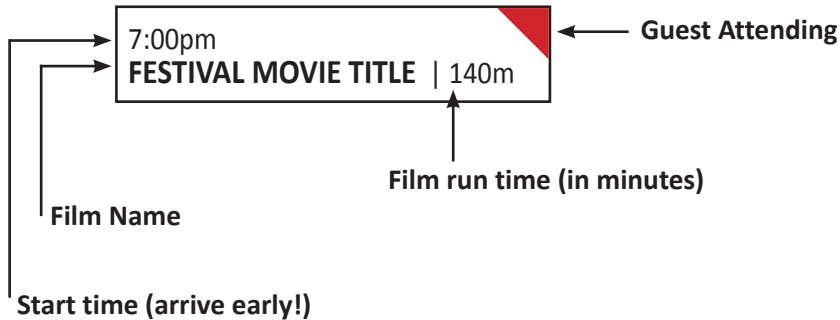 7:00pm
Guest Attending
FESTIVAL MOVIE TITLE | 140m
Film run time (in minutes)
Film Name
Start time (arrive early!)